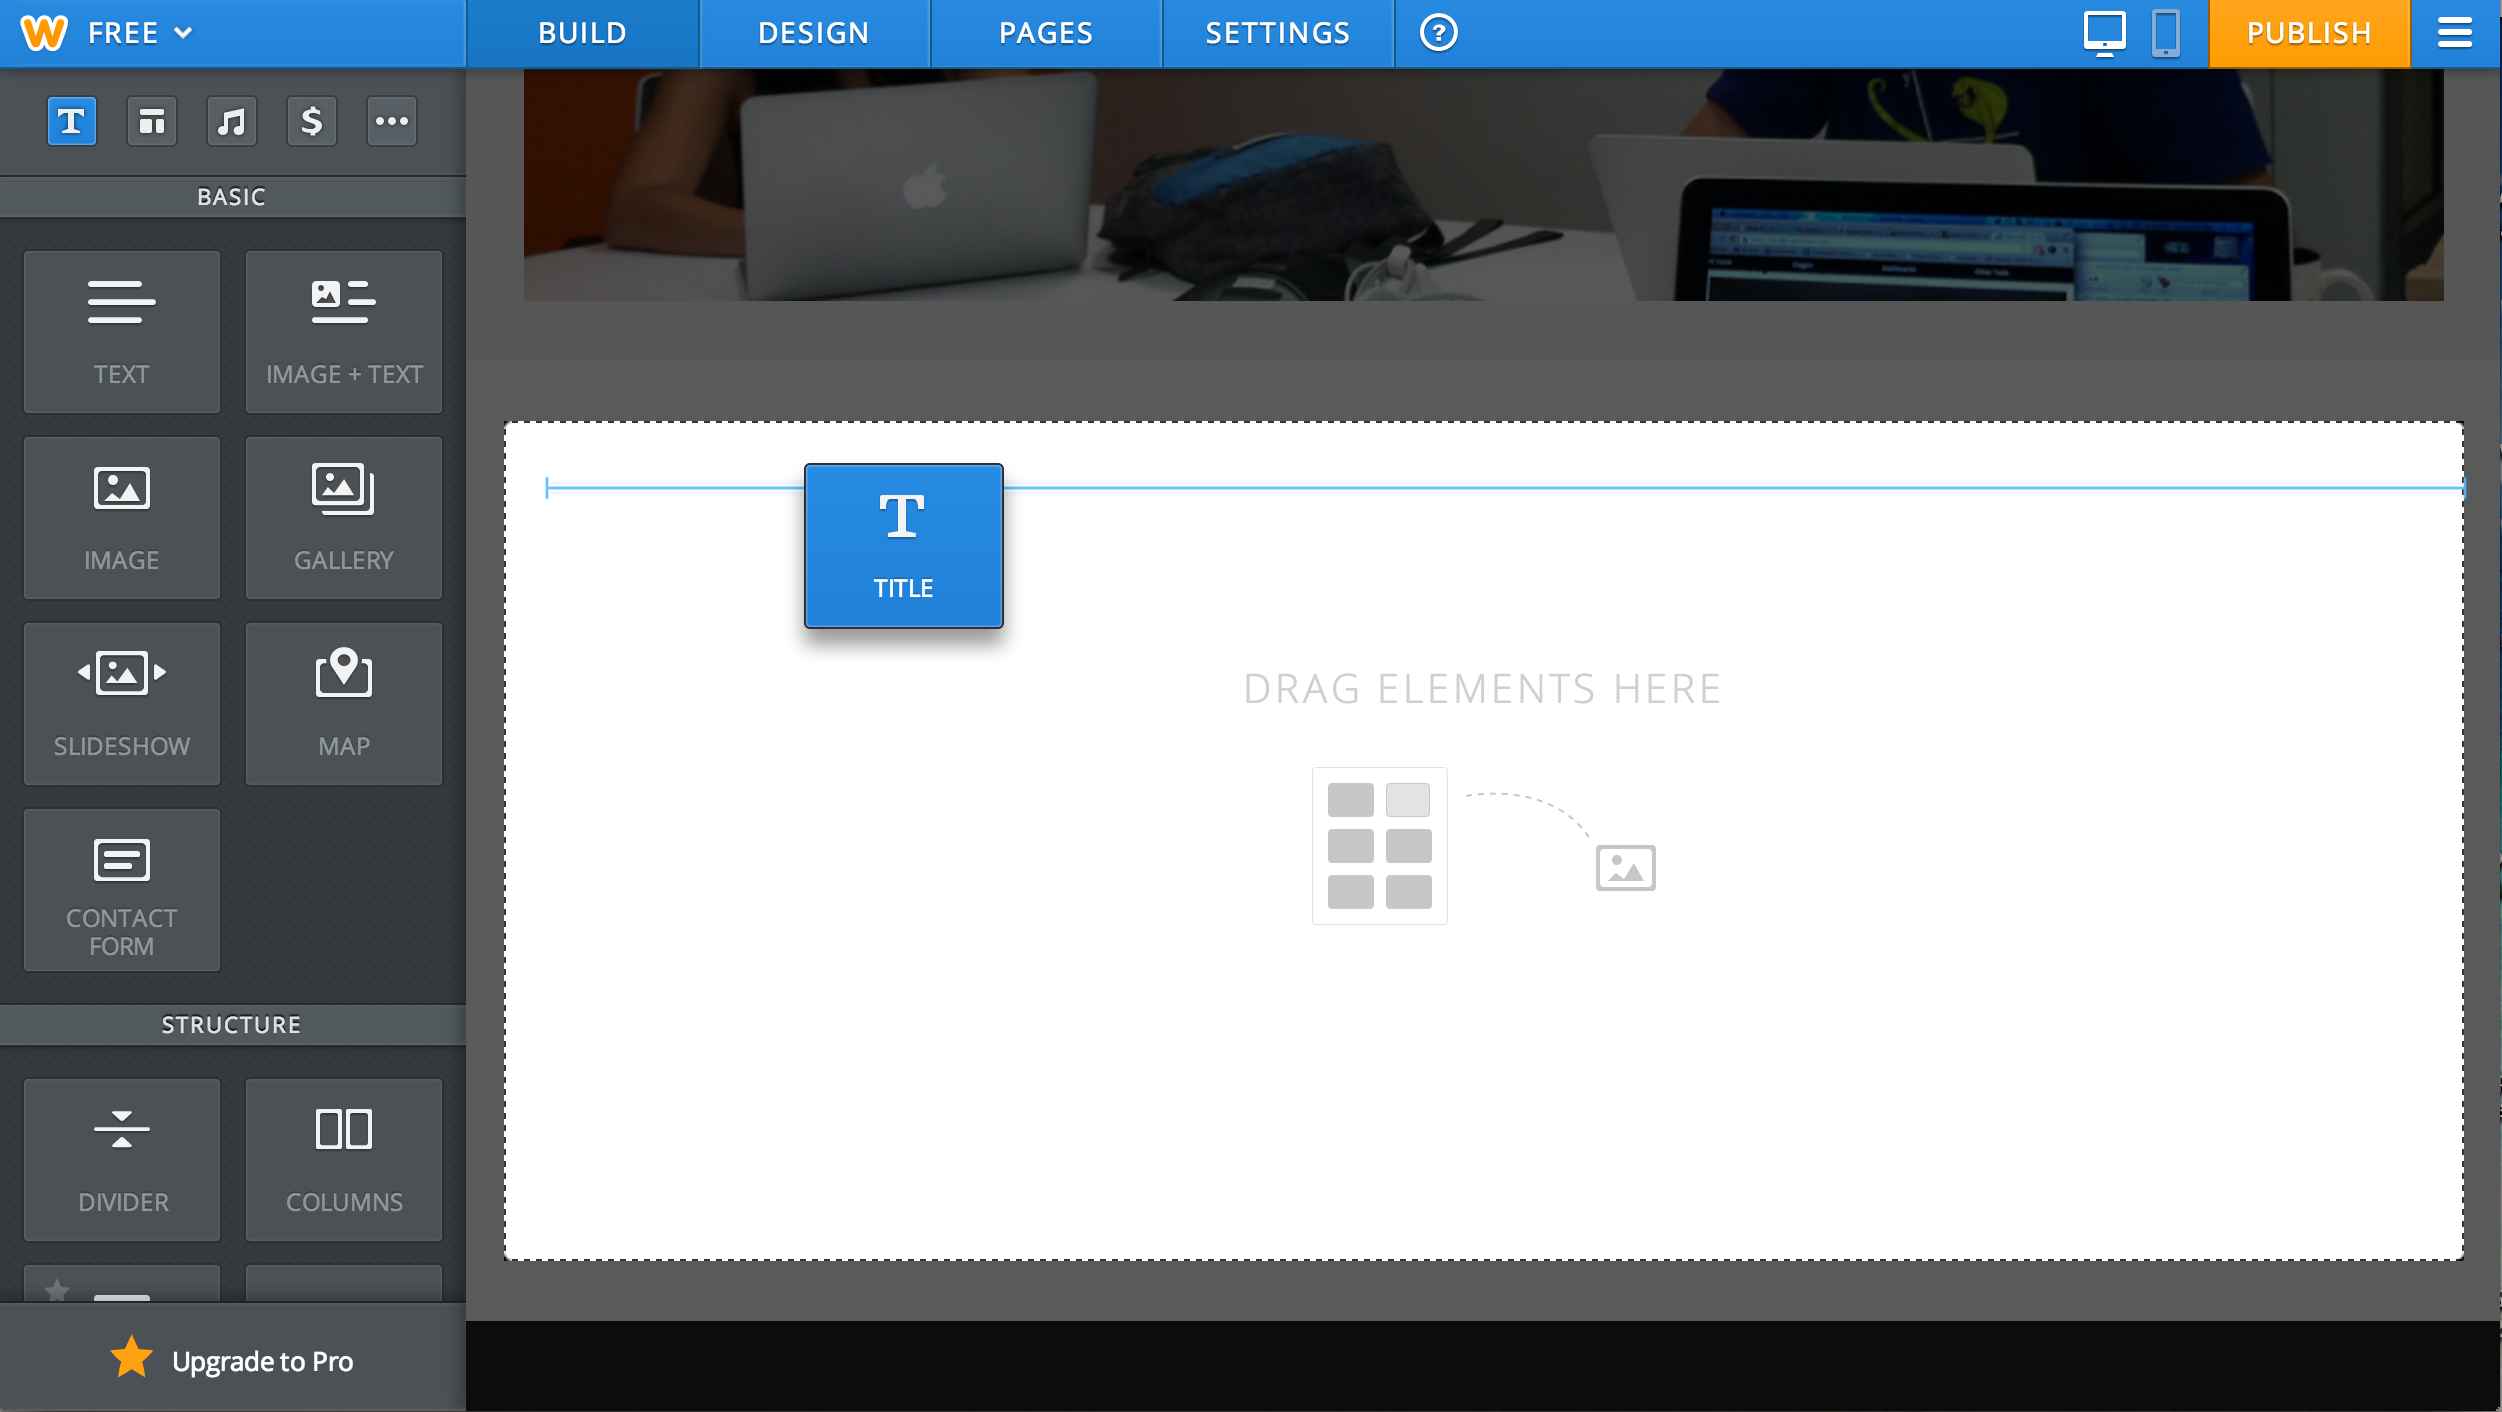 FREE
BUILD
DESIGN
PAGES
SETTINGS
?
PUBLISH
T
$
BASIC
TEXT
IMAGE + TEXT
IMAGE
GALLERY
SLIDESHOW
MAP
CONTACT
FORM
STRUCTURE
DIVIDER
COLUMNS
Upgrade to Pro
T
TITLE
DRAG ELEMENTS HERE